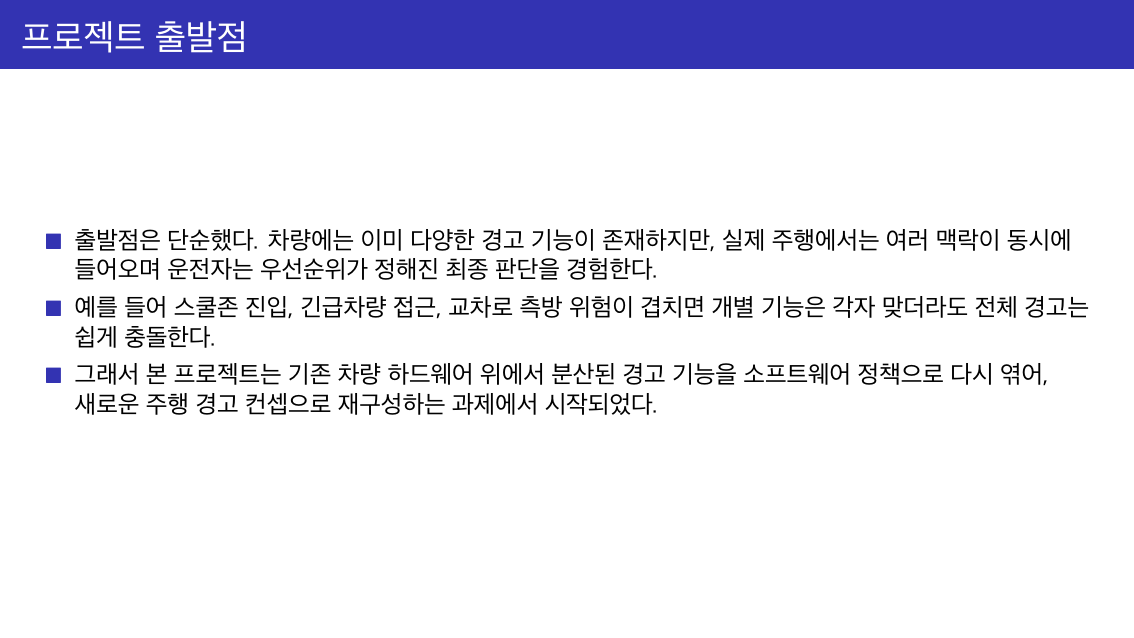 프로젝트 출발점
출발점은 단순했다. 차량에는 이미 다양한 경고 기능이 존재하지만, 실제 주행에서는 여러 맥락이 동시에
들어오며 운전자는 우선순위가 정해진 최종 판단을 경험한다.
예를 들어 스쿨존 진입, 긴급차량 접근, 교차로 측방 위험이 겹치면 개별 기능은 각자 맞더라도 전체 경고는
쉽게 충돌한다.
그래서 본 프로젝트는 기존 차량 하드웨어 위에서 분산된 경고 기능을 소프트웨어 정책으로 다시 엮어,
새로운 주행 경고 컨셉으로 재구성하는 과제에서 시작되었다.